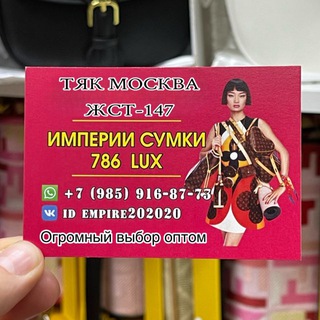 ТЯК МОСКВА
ЖСТ-147
ИМПЕРИИ СУМКИ
786 LUX
+7 (985) 916-87-73
ID EMPIRE202020
Огромный выбор оптом